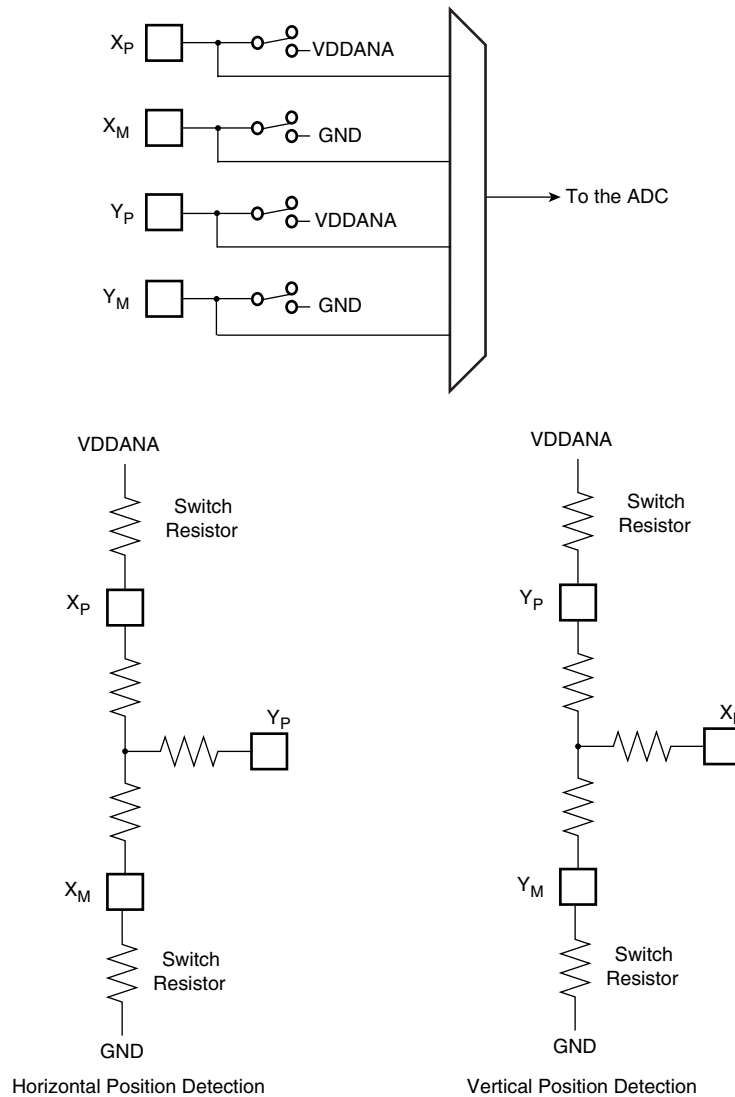 XP
VDDANA
XM
GND
YP
VDDANA
To the ADC
YM
GND
VDDANA
Switch
Resistor
XP
YP
XM
Switch
Resistor
GND
Horizontal Position Detection
VDDANA
Switch
Resistor
YP
YM
Switch
Resistor
GND
Vertical Position Detection